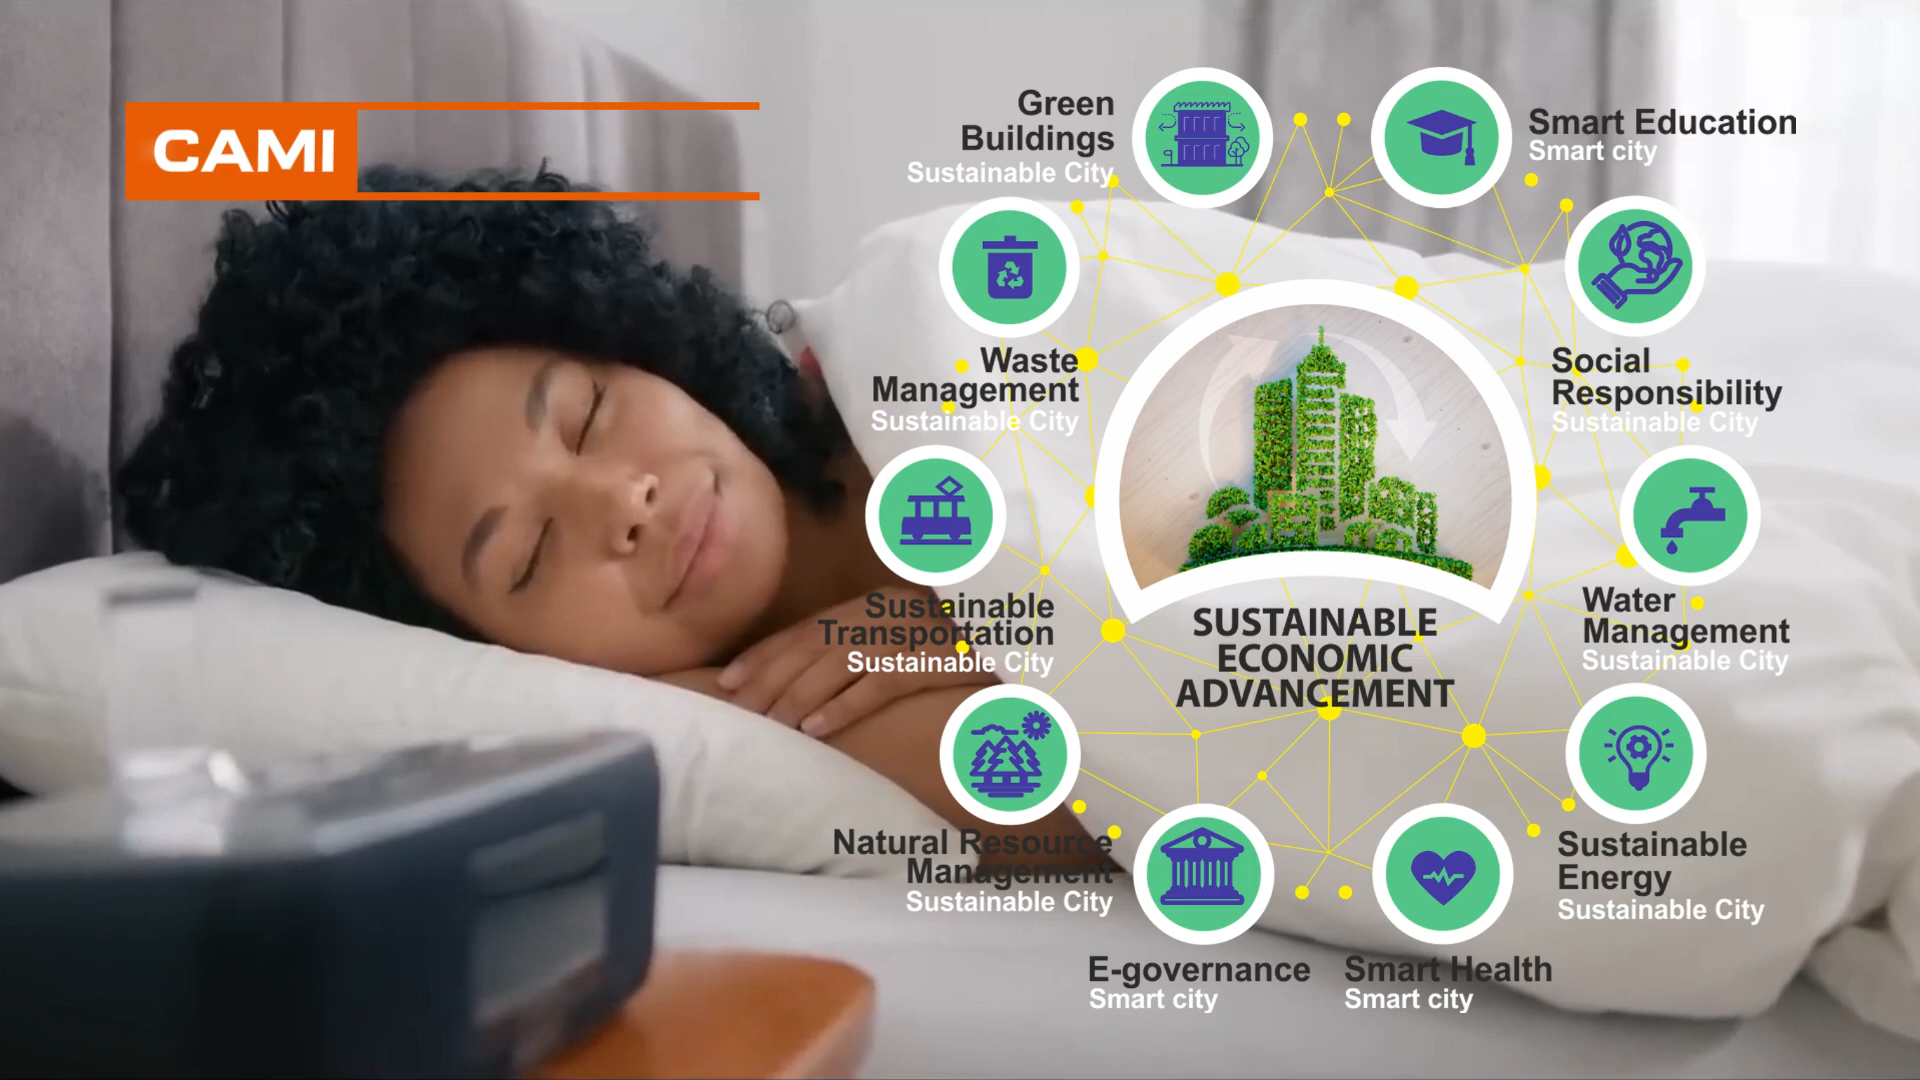 CAMI
Green
Buildings
Sustainable City
Smart Education
Smart city
Waste
Management
Sustainable City
Social
Responsibility
Sustainable City
Sustainable
Transportation
Sustainable City
SUSTAINABLE
ECONOMIC
ADVANCEMENT
Water
Management
Sustainable City
Natural Resource
Management
Sustainable City
Sustainable
Energy
Sustainable City
E-governance
Smart city
Smart Health
Smart city